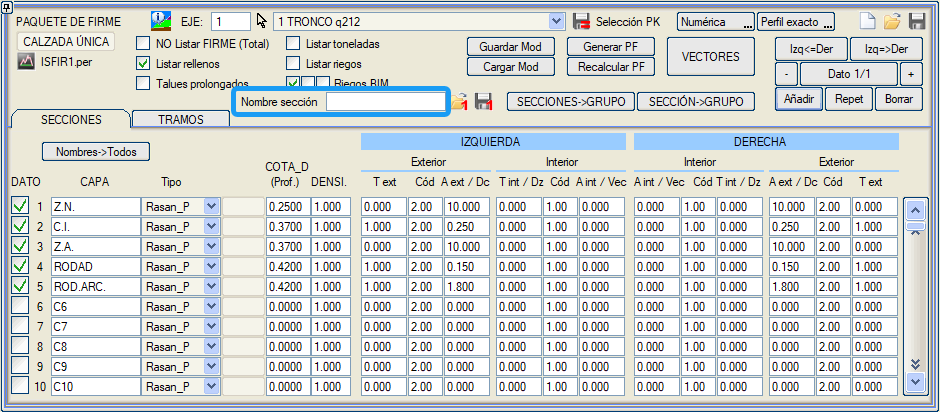 PAQUETE DE FIRME EJE: 1 1 TRONCO q212 Selección PK Numérica ... Perfil exacto ...
CALZADA ÚNICA NO Listar FIRME (Total) Listar toneladas Guardar Mod Generar PF VECTORES Izq<=Der Izq=>Der
ISFIR1.per Listar rellenos Listar riegos Cargar Mod Recalcular PF - Dato 1/1 +
Talues prolongados Riegos BIM
Nombre sección 1 1 SECCIONES->GRUPO SECCIÓN->GRUPO Añadir Repet Borrar
SECCIONES TRAMOS
IZQUIERDA DERECHA
Nombres->Todos Exterior Interior Interior Exterior
COTA_D
DATO CAPA Tipo (Prof.) DENSI. T ext Cód A ext / Dc T int / Dz Cód A int / Vec A int / Vec Cód T int / Dz A ext / Dc Cód T ext
1 Z.N. Rasan_P 0.2500 1.000 0.000 2.00 10.000 0.000 1.00 0.000 0.000 1.00 0.000 10.000 2.00 0.000
2 C.I. Rasan_P 0.3700 1.000 1.000 2.00 0.250 0.000 1.00 0.000 0.000 1.00 0.000 0.250 2.00 1.000
3 Z.A. Rasan_P 0.3700 1.000 0.000 2.00 10.000 0.000 1.00 0.000 0.000 1.00 0.000 10.000 2.00 0.000
4 RODAD Rasan_P 0.4200 1.000 1.000 2.00 0.150 0.000 1.00 0.000 0.000 1.00 0.000 0.150 2.00 1.000
5 ROD.ARC. Rasan_P 0.4200 1.000 1.000 2.00 1.800 0.000 1.00 0.000 0.000 1.00 0.000 1.800 2.00 1.000
6 C6 Rasan_P 0.0000 1.000 0.000 2.00 0.000 0.000 1.00 0.000 0.000 1.00 0.000 0.000 2.00 0.000
7 C7 Rasan_P 0.0000 1.000 0.000 2.00 0.000 0.000 1.00 0.000 0.000 1.00 0.000 0.000 2.00 0.000
8 C8 Rasan_P 0.0000 1.000 0.000 2.00 0.000 0.000 1.00 0.000 0.000 1.00 0.000 0.000 2.00 0.000
9 C9 Rasan_P 0.0000 1.000 0.000 2.00 0.000 0.000 1.00 0.000 0.000 1.00 0.000 0.000 2.00 0.000
10 C10 Rasan_P 0.0000 1.000 0.000 2.00 0.000 0.000 1.00 0.000 0.000 1.00 0.000 0.000 2.00 0.000